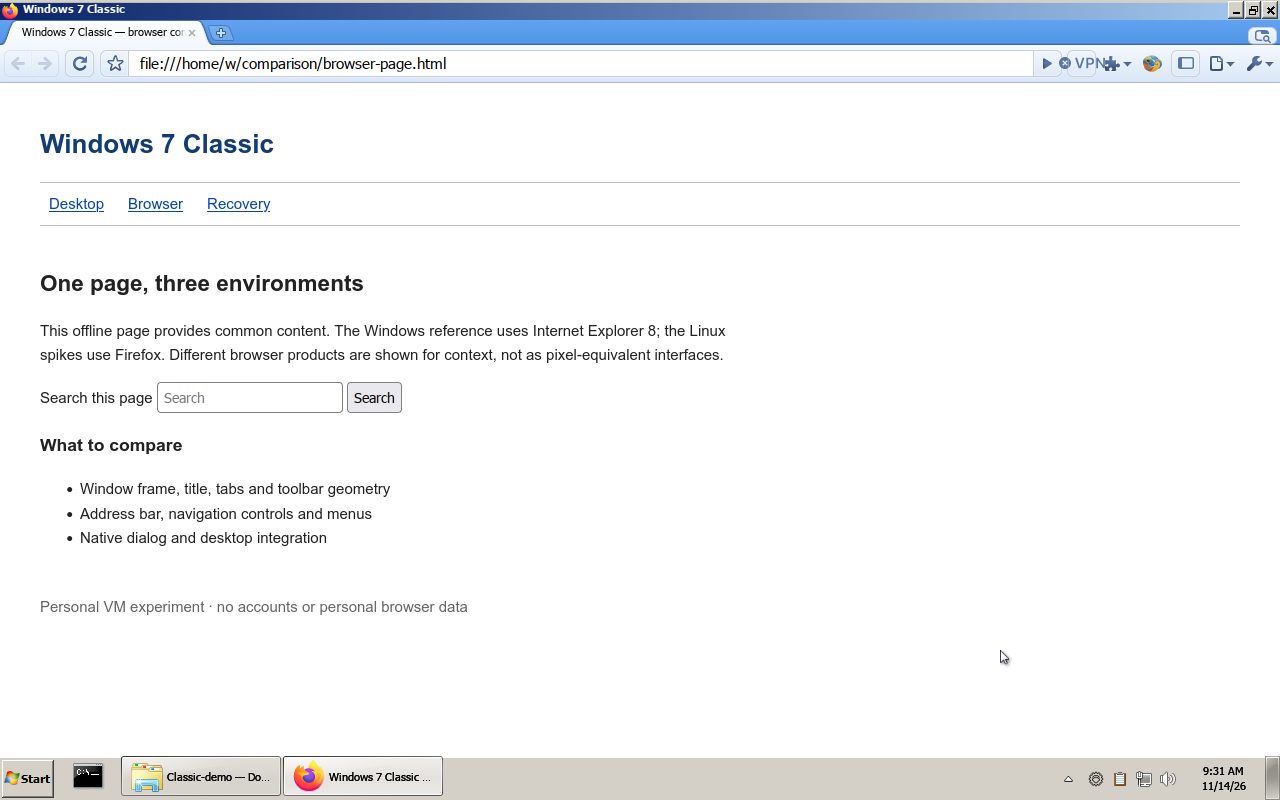 Windows 7 Classic
Windows 7 Classic — browser cor
file:///home/w/comparison/browser-page.html
VPN
Windows 7 Classic
Desktop Browser Recovery
One page, three environments
This offline page provides common content. The Windows reference uses Internet Explorer 8; the Linux
spikes use Firefox. Different browser products are shown for context, not as pixel-equivalent interfaces.
Search this page Search Search
What to compare
• Window frame, title, tabs and toolbar geometry
• Address bar, navigation controls and menus
• Native dialog and desktop integration
Personal VM experiment · no accounts or personal browser data
Start C:\_ Classic-demo — Do... Windows 7 Classic ... 9:31 AM
11/14/26